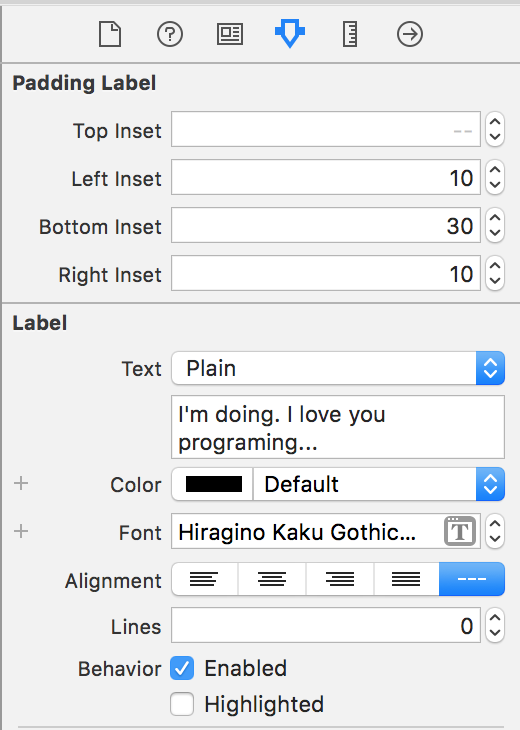 Padding Label
Top Inset --
Left Inset 10
Bottom Inset 30
Right Inset 10
Label
Text Plain
I'm doing. I love you
programing...
+ Color Default
+ Font Hiragino Kaku Gothic... T
Alignment ---
Lines 0
Behavior Enabled
Highlighted